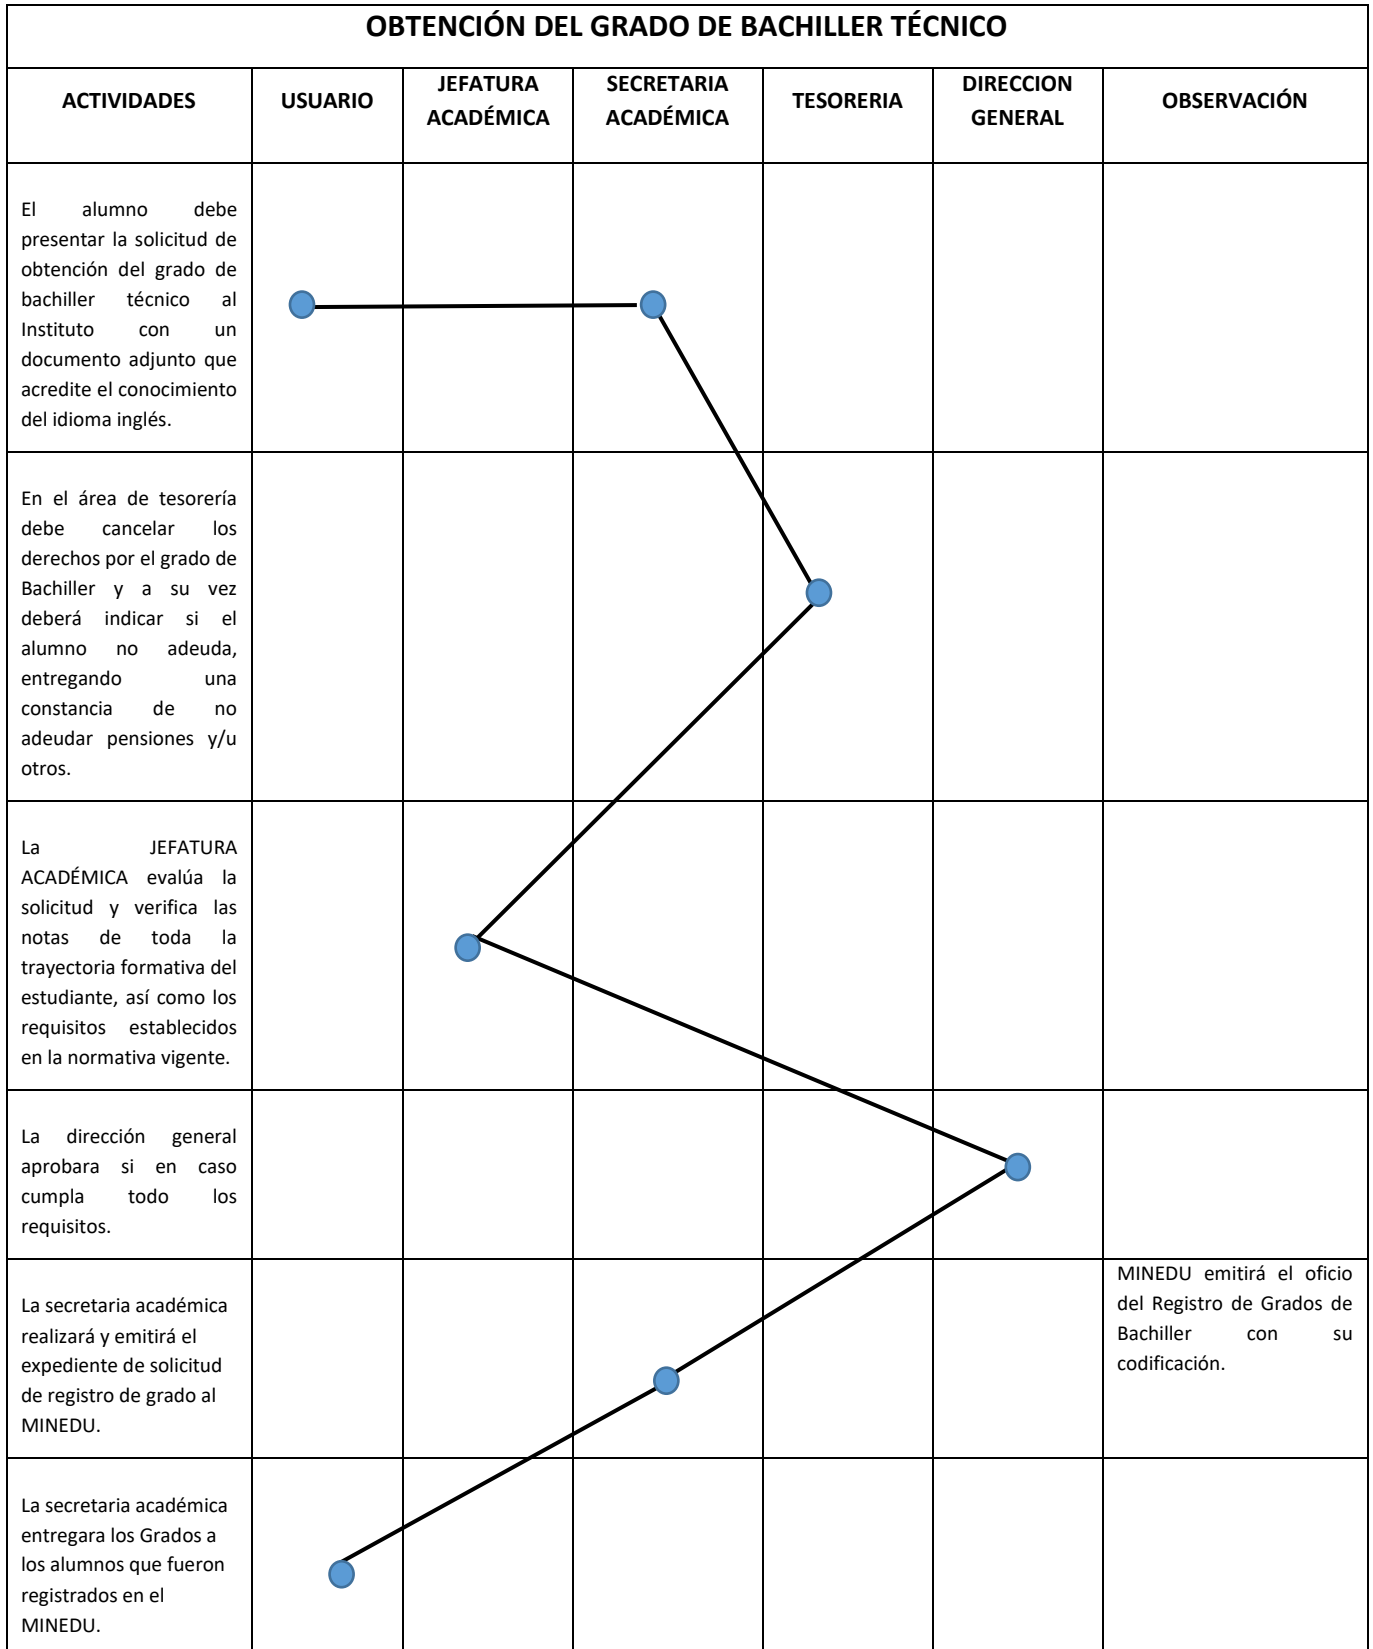 OBTENCIÓN DEL GRADO DE BACHILLER TÉCNICO
ACTIVIDADES
USUARIO
JEFATURA
ACADÉMICA
SECRETARIA
ACADÉMICA
TESORERIA
DIRECCION
GENERAL
OBSERVACIÓN
El alumno debe
presentar la solicitud de
obtención del grado de
bachiller técnico al
Instituto con un
documento adjunto que
acredite el conocimiento
del idioma inglés.
En el área de tesorería
debe cancelar los
derechos por el grado de
Bachiller y a su vez
deberá indicar si el
alumno no adeuda,
entregando una
constancia de no
adeudar pensiones y/u
otros.
La JEFATURA
ACADÉMICA evalúa la
solicitud y verifica las
notas de toda la
trayectoria formativa del
estudiante, así como los
requisitos establecidos
en la normativa vigente.
La dirección general
aprobara si en caso
cumpla todo los
requisitos.
La secretaria académica
realizará y emitirá el
expediente de solicitud
de registro de grado al
MINEDU.
MINEDU emitirá el oficio
del Registro de Grados de
Bachiller con su
codificación.
La secretaria académica
entregara los Grados a
los alumnos que fueron
registrados en el
MINEDU.